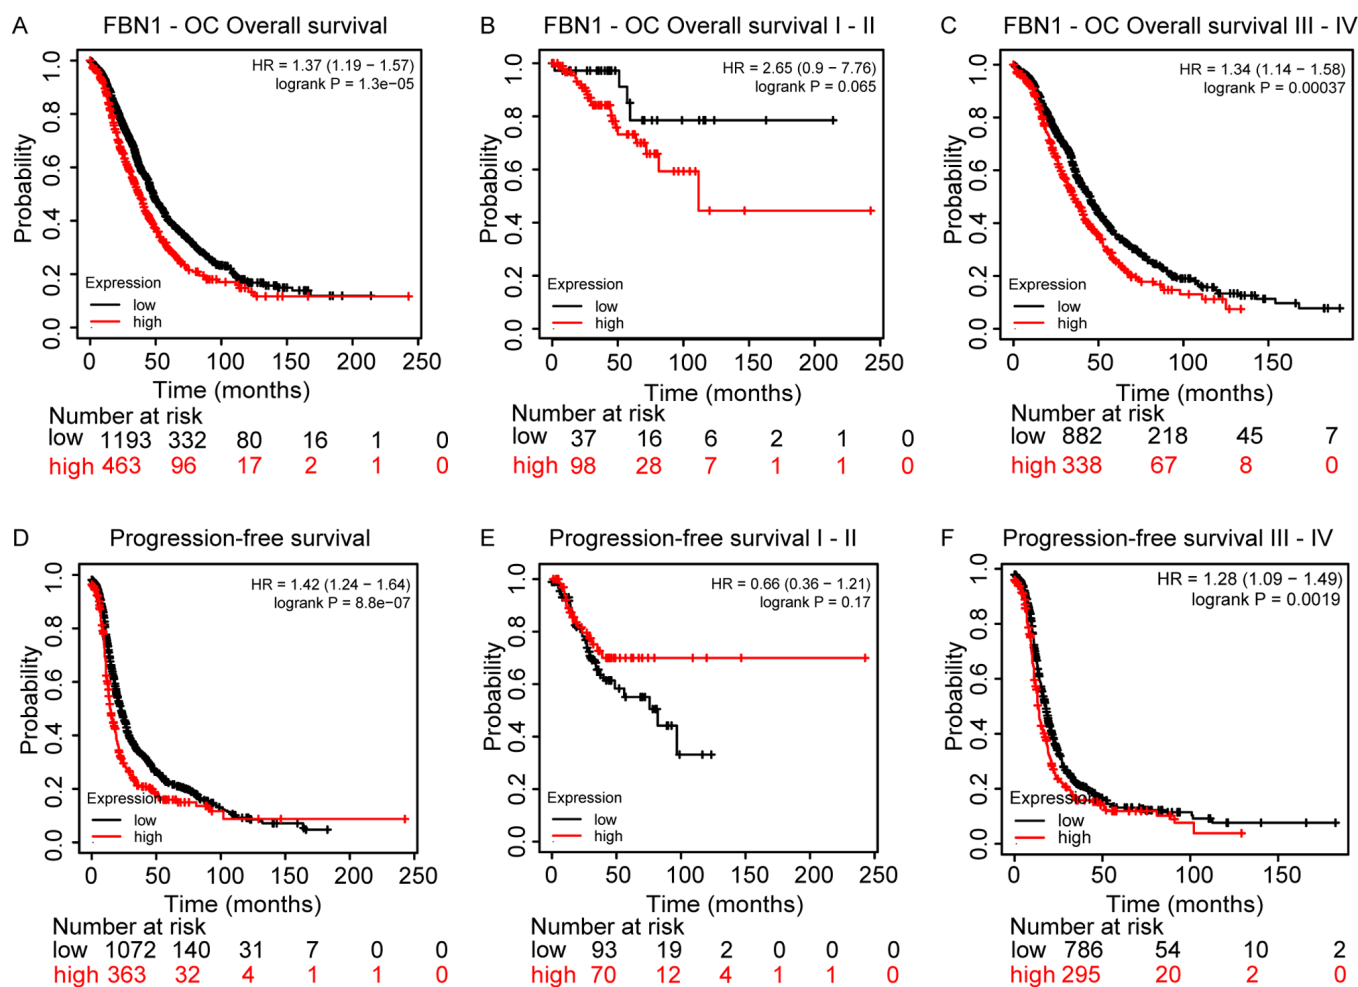 A
FBN1 - OC Overall survival
HR = 1.37 (1.19 − 1.57)
logrank P = 1.3e−05
Probability
0.0 0.2 0.4 0.6 0.8 1.0
Expression
low
high
0 50 100 150 200 250
Time (months)
Number at risk
low 1193 332 80 16 1 0
high 463 96 17 2 1 0
B
FBN1 - OC Overall survival I - II
HR = 2.65 (0.9 − 7.76)
logrank P = 0.065
Probability
0.0 0.2 0.4 0.6 0.8 1.0
Expression
low
high
0 50 100 150 200 250
Time (months)
Number at risk
low 37 16 6 2 1 0
high 98 28 7 1 1 0
C
FBN1 - OC Overall survival III - IV
HR = 1.34 (1.14 − 1.58)
logrank P = 0.00037
Probability
0.0 0.2 0.4 0.6 0.8 1.0
Expression
low
high
0 50 100 150
Time (months)
Number at risk
low 882 218 45 7
high 338 67 8 0
D
Progression-free survival
HR = 1.42 (1.24 − 1.64)
logrank P = 8.8e−07
Probability
0.0 0.2 0.4 0.6 0.8 1.0
Expression
low
high
0 50 100 150 200 250
Time (months)
Number at risk
low 1072 140 31 7 0 0
high 363 32 4 1 1 0
E
Progression-free survival I - II
HR = 0.66 (0.36 − 1.21)
logrank P = 0.17
Probability
0.0 0.2 0.4 0.6 0.8 1.0
Expression
low
high
0 50 100 150 200 250
Time (months)
Number at risk
low 93 19 2 0 0 0
high 70 12 4 1 1 0
F
Progression-free survival III - IV
HR = 1.28 (1.09 − 1.49)
logrank P = 0.0019
Probability
0.0 0.2 0.4 0.6 0.8 1.0
Expression
low
high
0 50 100 150
Time (months)
Number at risk
low 786 54 10 2
high 295 20 2 0